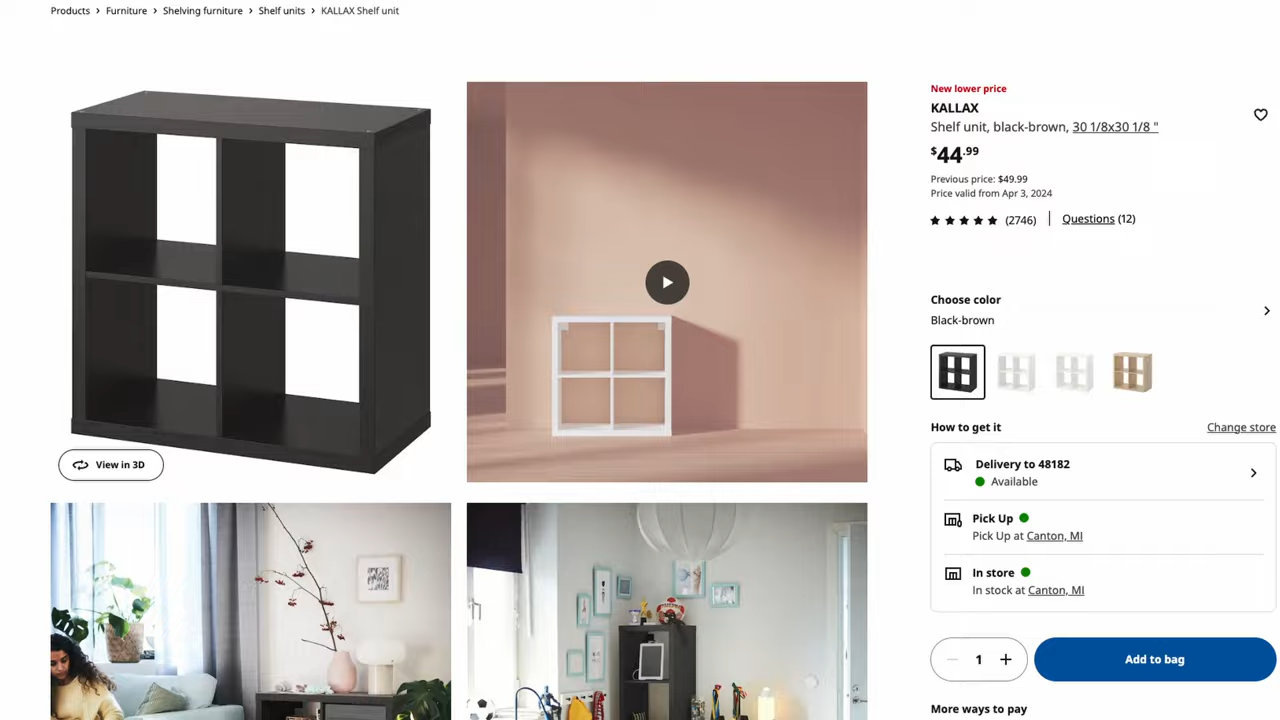 Products › Furniture › Shelving furniture › Shelf units › KALLAX Shelf unit
View in 3D
New lower price
KALLAX
Shelf unit, black-brown, 30 1/8x30 1/8 "
$44.99
Previous price: $49.99
Price valid from Apr 3, 2024
(2746) | Questions (12)
Choose color
Black-brown
How to get it Change store
Delivery to 48182
Available
Pick Up
Pick Up at Canton, MI
In store
In stock at Canton, MI
1 Add to bag
More ways to pay